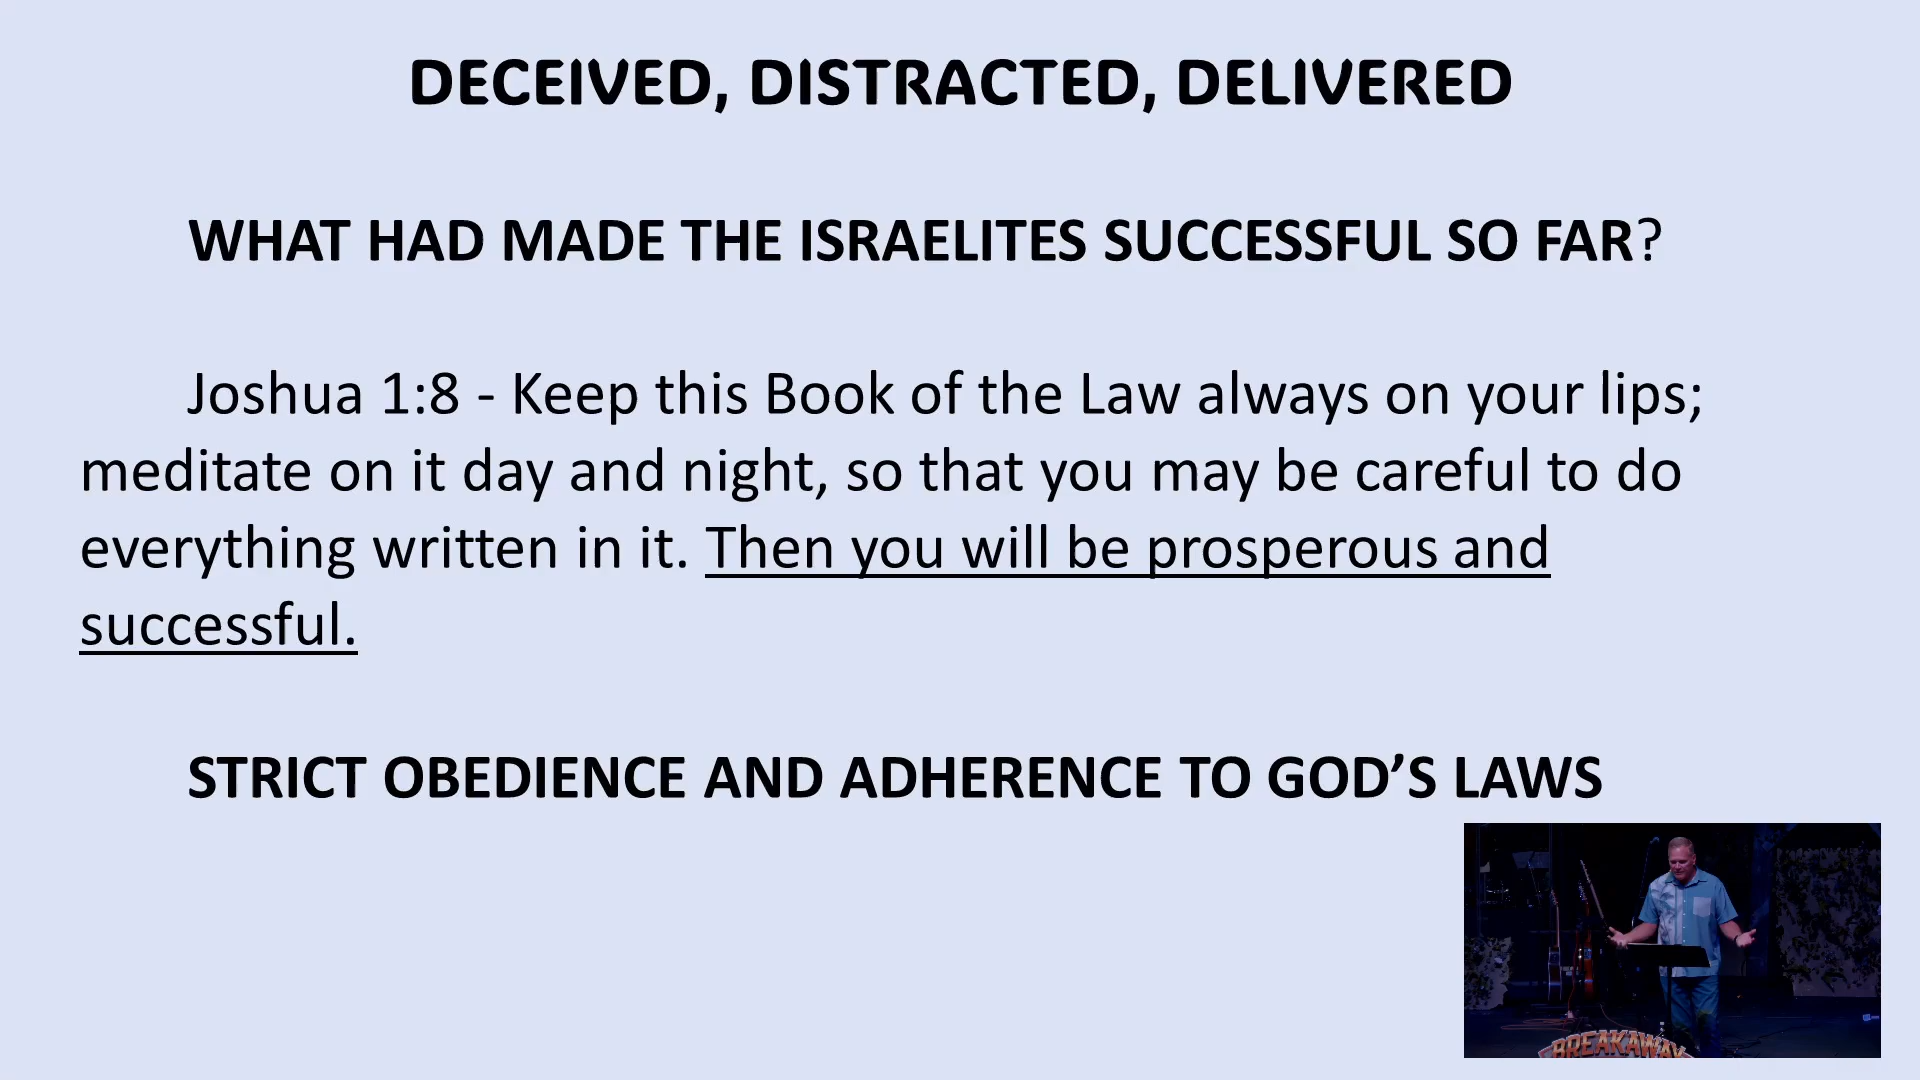 DECEIVED, DISTRACTED, DELIVERED
WHAT HAD MADE THE ISRAELITES SUCCESSFUL SO FAR?
Joshua 1:8 - Keep this Book of the Law always on your lips;
meditate on it day and night, so that you may be careful to do
everything written in it. Then you will be prosperous and
successful.
STRICT OBEDIENCE AND ADHERENCE TO GOD’S LAWS
BREAKAWAY